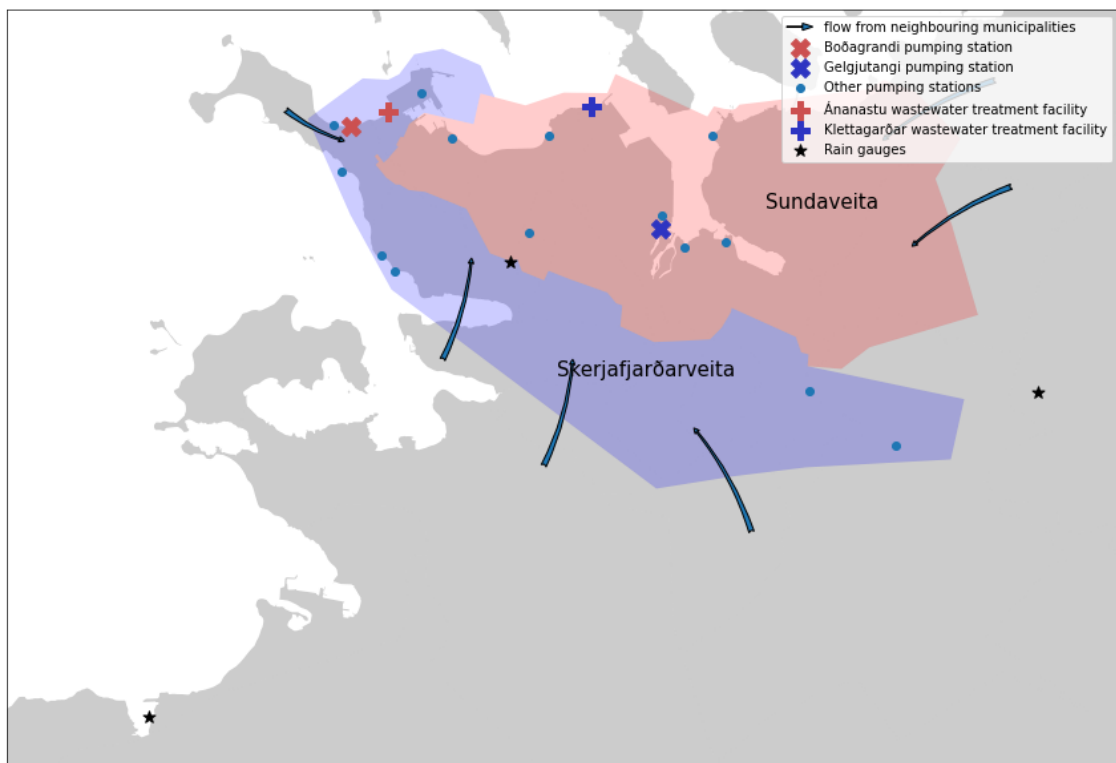 flow from neighbouring municipalities
Boðagrandi pumping station
Gelgjutangi pumping station
Other pumping stations
Ánanastu wastewater treatment facility
Klettagarðar wastewater treatment facility
Rain gauges
Sundaveita
Skerjafjarðarveita